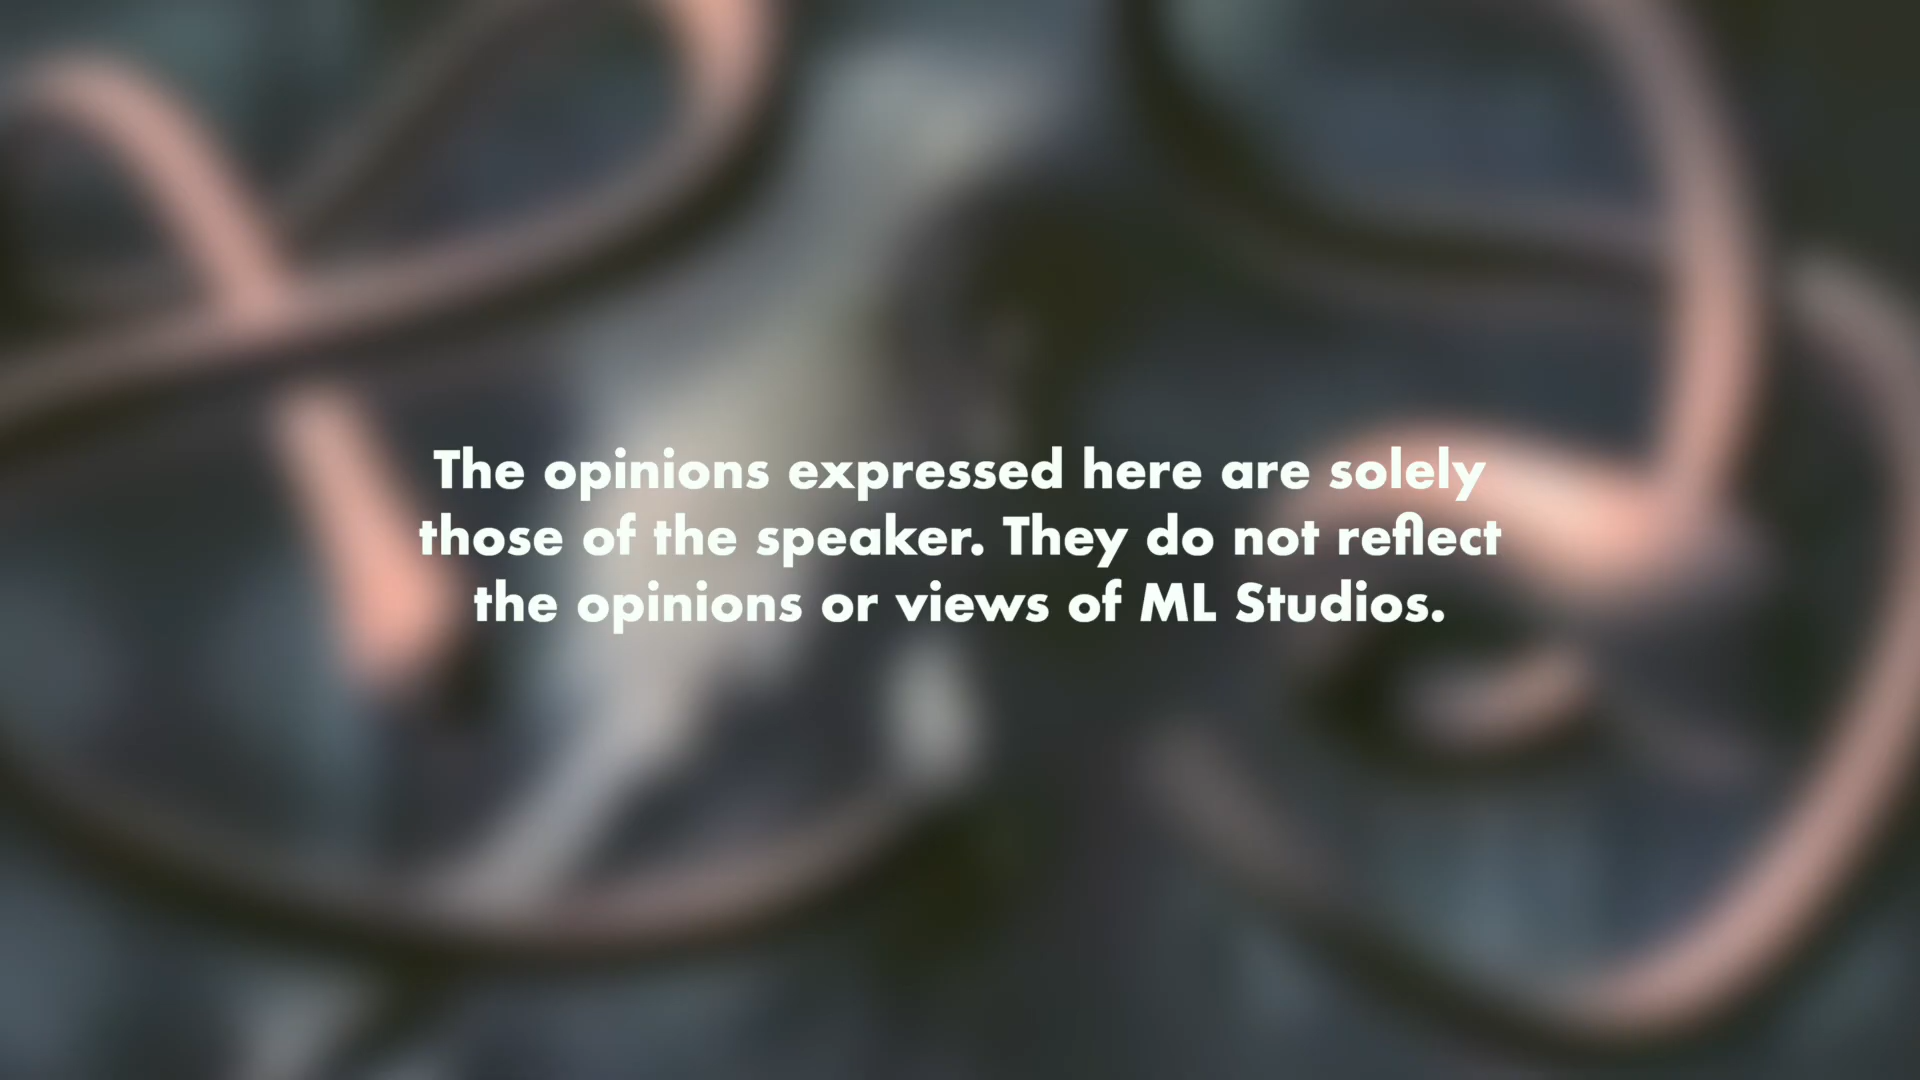 The opinions expressed here are solely
those of the speaker. They do not reflect
the opinions or views of ML Studios.